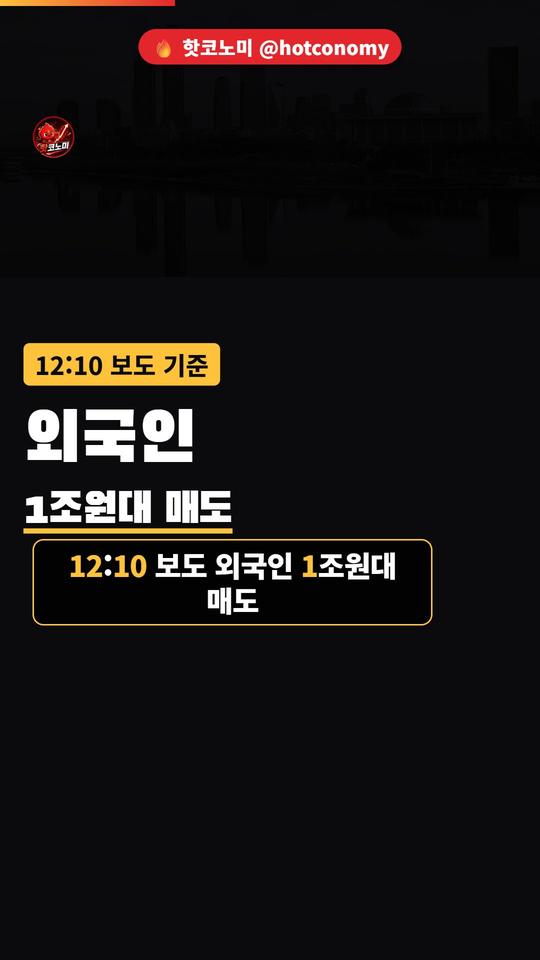 🔥 핫코노미 @hotconomy
핫코노미
12:10 보도 기준
외국인
1조원대 매도
12:10 보도 외국인 1조원대
매도